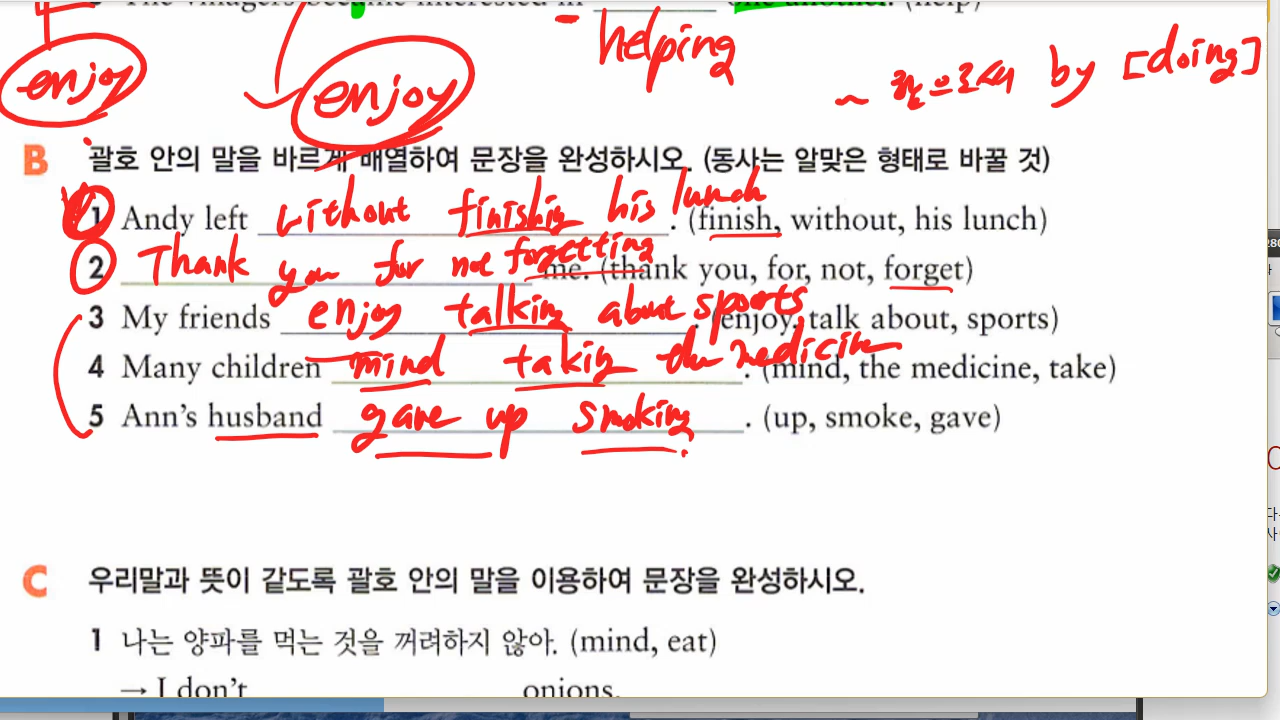 one another. (help)
helping
enjoy
enjoy
~ 함으로써 by [doing]
B 괄호 안의 말을 바르게 배열하여 문장을 완성하시오. (동사는 알맞은 형태로 바꿀 것)
1 Andy left without finishing his lunch. (finish, without, his lunch)
2 Thank you for not forgetting me. (thank you, for, not, forget)
3 My friends enjoy talking about sports. (enjoy, talk about, sports)
4 Many children mind taking the medicine. (mind, the medicine, take)
5 Ann's husband gave up smoking. (up, smoke, gave)
C 우리말과 뜻이 같도록 괄호 안의 말을 이용하여 문장을 완성하시오.
1 나는 양파를 먹는 것을 꺼려하지 않아. (mind, eat)
→ I don't onions.